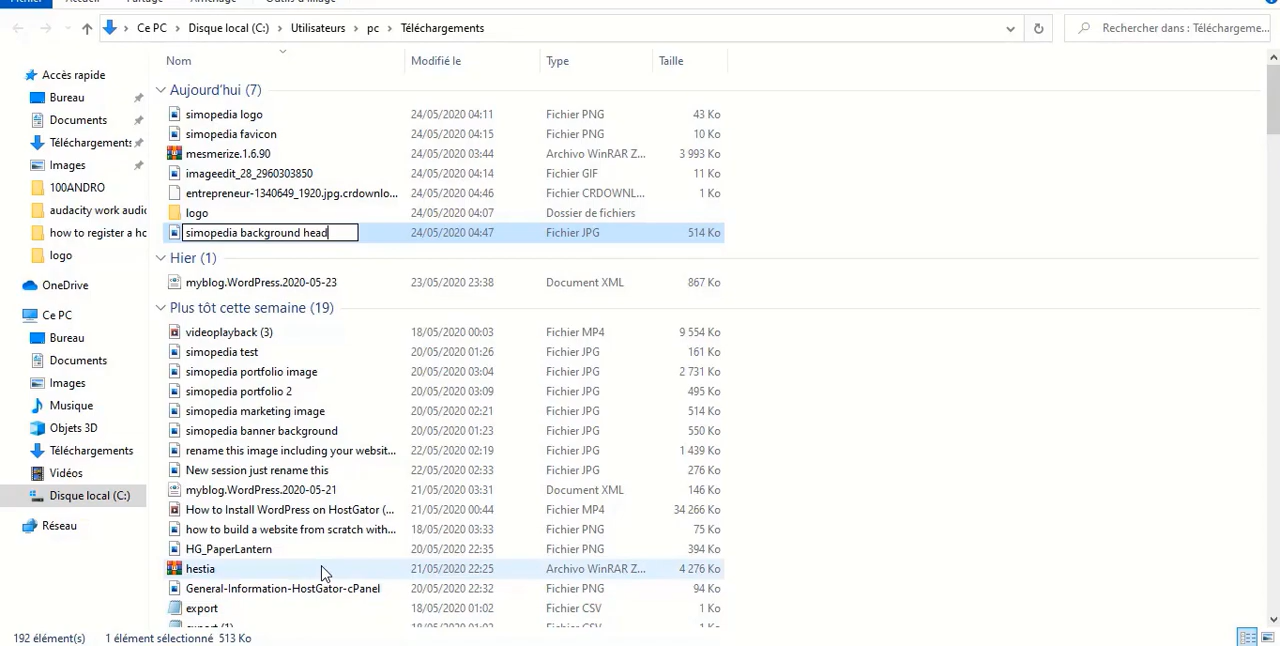 Fichier Accueil Partage Affichage Outils d'image
Ce PC Disque local (C:) Utilisateurs pc Téléchargements
Rechercher dans : Téléchargeme...
Nom Modifié le Type Taille
Accès rapide
Bureau
Documents
Téléchargements
Images
100ANDRO
audacity work audic
how to register a hc
logo
OneDrive
Ce PC
Bureau
Documents
Images
Musique
Objets 3D
Téléchargements
Vidéos
Disque local (C:)
Réseau
Aujourd'hui (7)
simopedia logo 24/05/2020 04:11 Fichier PNG 43 Ko
simopedia favicon 24/05/2020 04:15 Fichier PNG 10 Ko
mesmerize.1.6.90 24/05/2020 03:44 Archivo WinRAR Z... 3 993 Ko
imageedit_28_2960303850 24/05/2020 04:14 Fichier GIF 11 Ko
entrepreneur-1340649_1920.jpg.crdownlo... 24/05/2020 04:46 Fichier CRDOWNL... 1 Ko
logo 24/05/2020 04:07 Dossier de fichiers
simopedia background head 24/05/2020 04:47 Fichier JPG 514 Ko
Hier (1)
myblog.WordPress.2020-05-23 23/05/2020 23:38 Document XML 867 Ko
Plus tôt cette semaine (19)
videoplayback (3) 18/05/2020 00:03 Fichier MP4 9 554 Ko
simopedia test 20/05/2020 01:26 Fichier JPG 161 Ko
simopedia portfolio image 20/05/2020 03:04 Fichier JPG 2 731 Ko
simopedia portfolio 2 20/05/2020 03:09 Fichier JPG 495 Ko
simopedia marketing image 20/05/2020 02:21 Fichier JPG 514 Ko
simopedia banner background 20/05/2020 01:23 Fichier JPG 550 Ko
rename this image including your websit... 22/05/2020 02:19 Fichier JPG 1 439 Ko
New session just rename this 22/05/2020 02:33 Fichier JPG 276 Ko
myblog.WordPress.2020-05-21 21/05/2020 03:31 Document XML 146 Ko
How to Install WordPress on HostGator (... 21/05/2020 00:44 Fichier MP4 34 266 Ko
how to build a website from scratch with... 18/05/2020 03:33 Fichier PNG 75 Ko
HG_PaperLantern 20/05/2020 22:35 Fichier PNG 394 Ko
hestia 21/05/2020 22:25 Archivo WinRAR Z... 4 276 Ko
General-Information-HostGator-cPanel 20/05/2020 22:32 Fichier PNG 94 Ko
export 18/05/2020 01:02 Fichier CSV 1 Ko
export (1) 18/05/2020 01:02 Fichier CSV 1 Ko
192 élément(s) 1 élément sélectionné 513 Ko